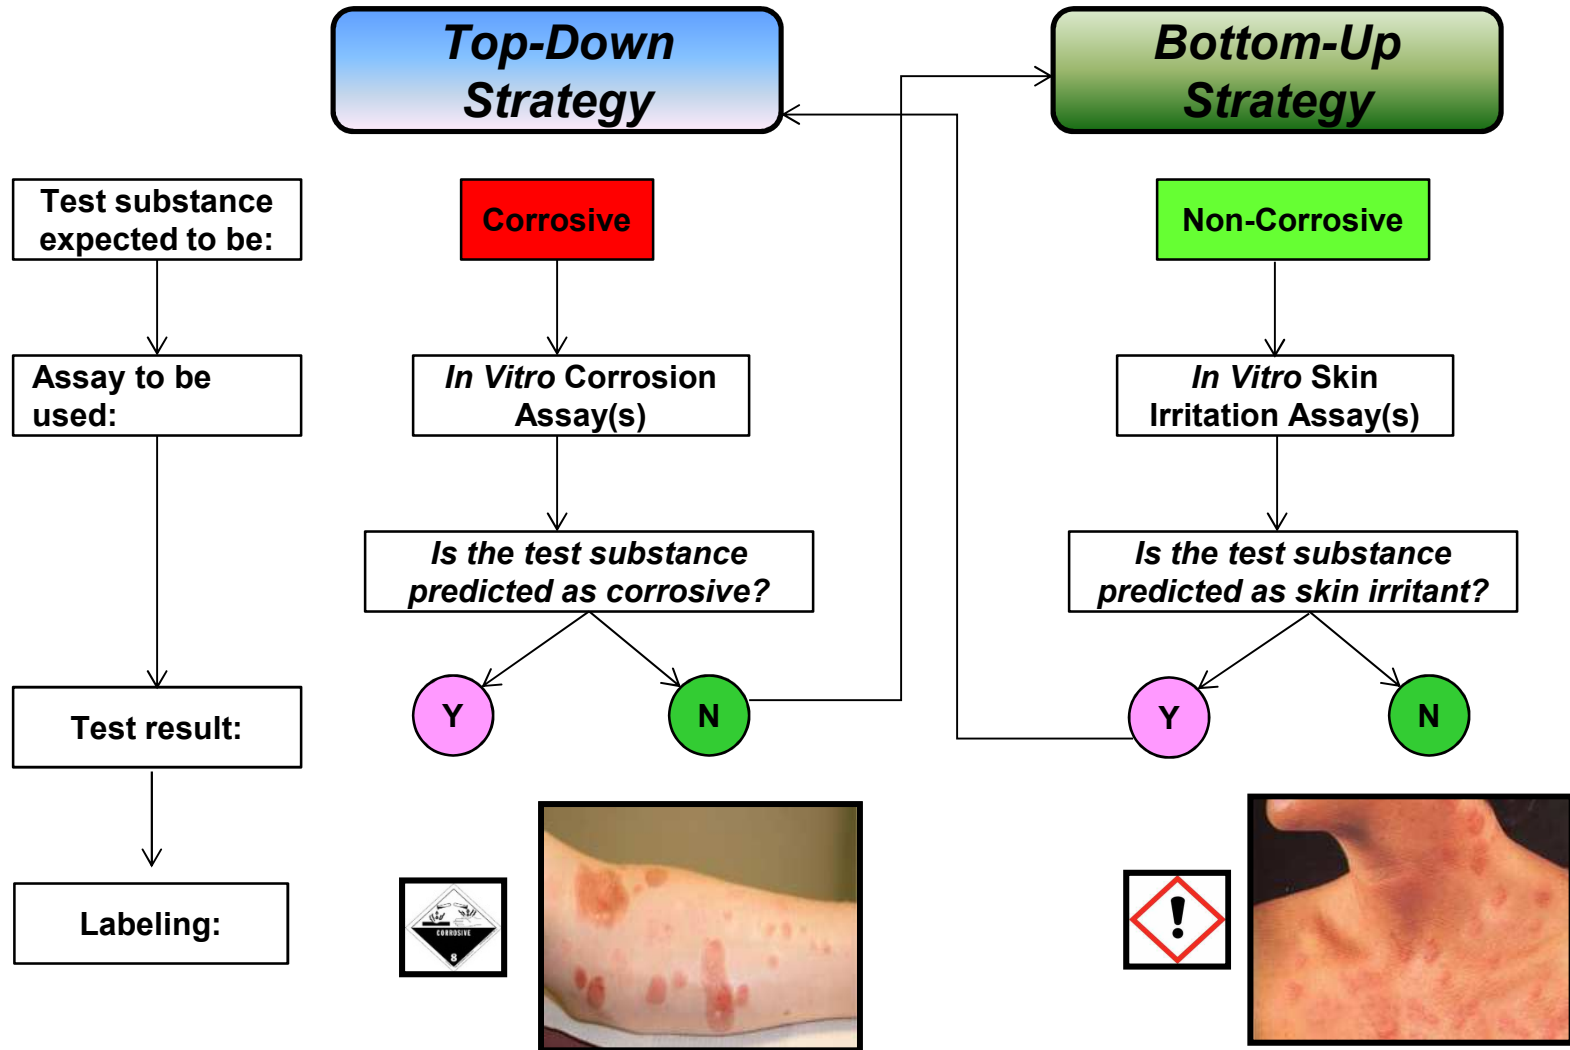 Top-Down
Strategy
Bottom-Up
Strategy
Test substance
expected to be:
Corrosive
Non-Corrosive
Assay to be
used:
In Vitro Corrosion
Assay(s)
In Vitro Skin
Irritation Assay(s)
Is the test substance
predicted as corrosive?
Is the test substance
predicted as skin irritant?
Test result:
Y
N
Y
N
Labeling:
CORROSIVE
8
!